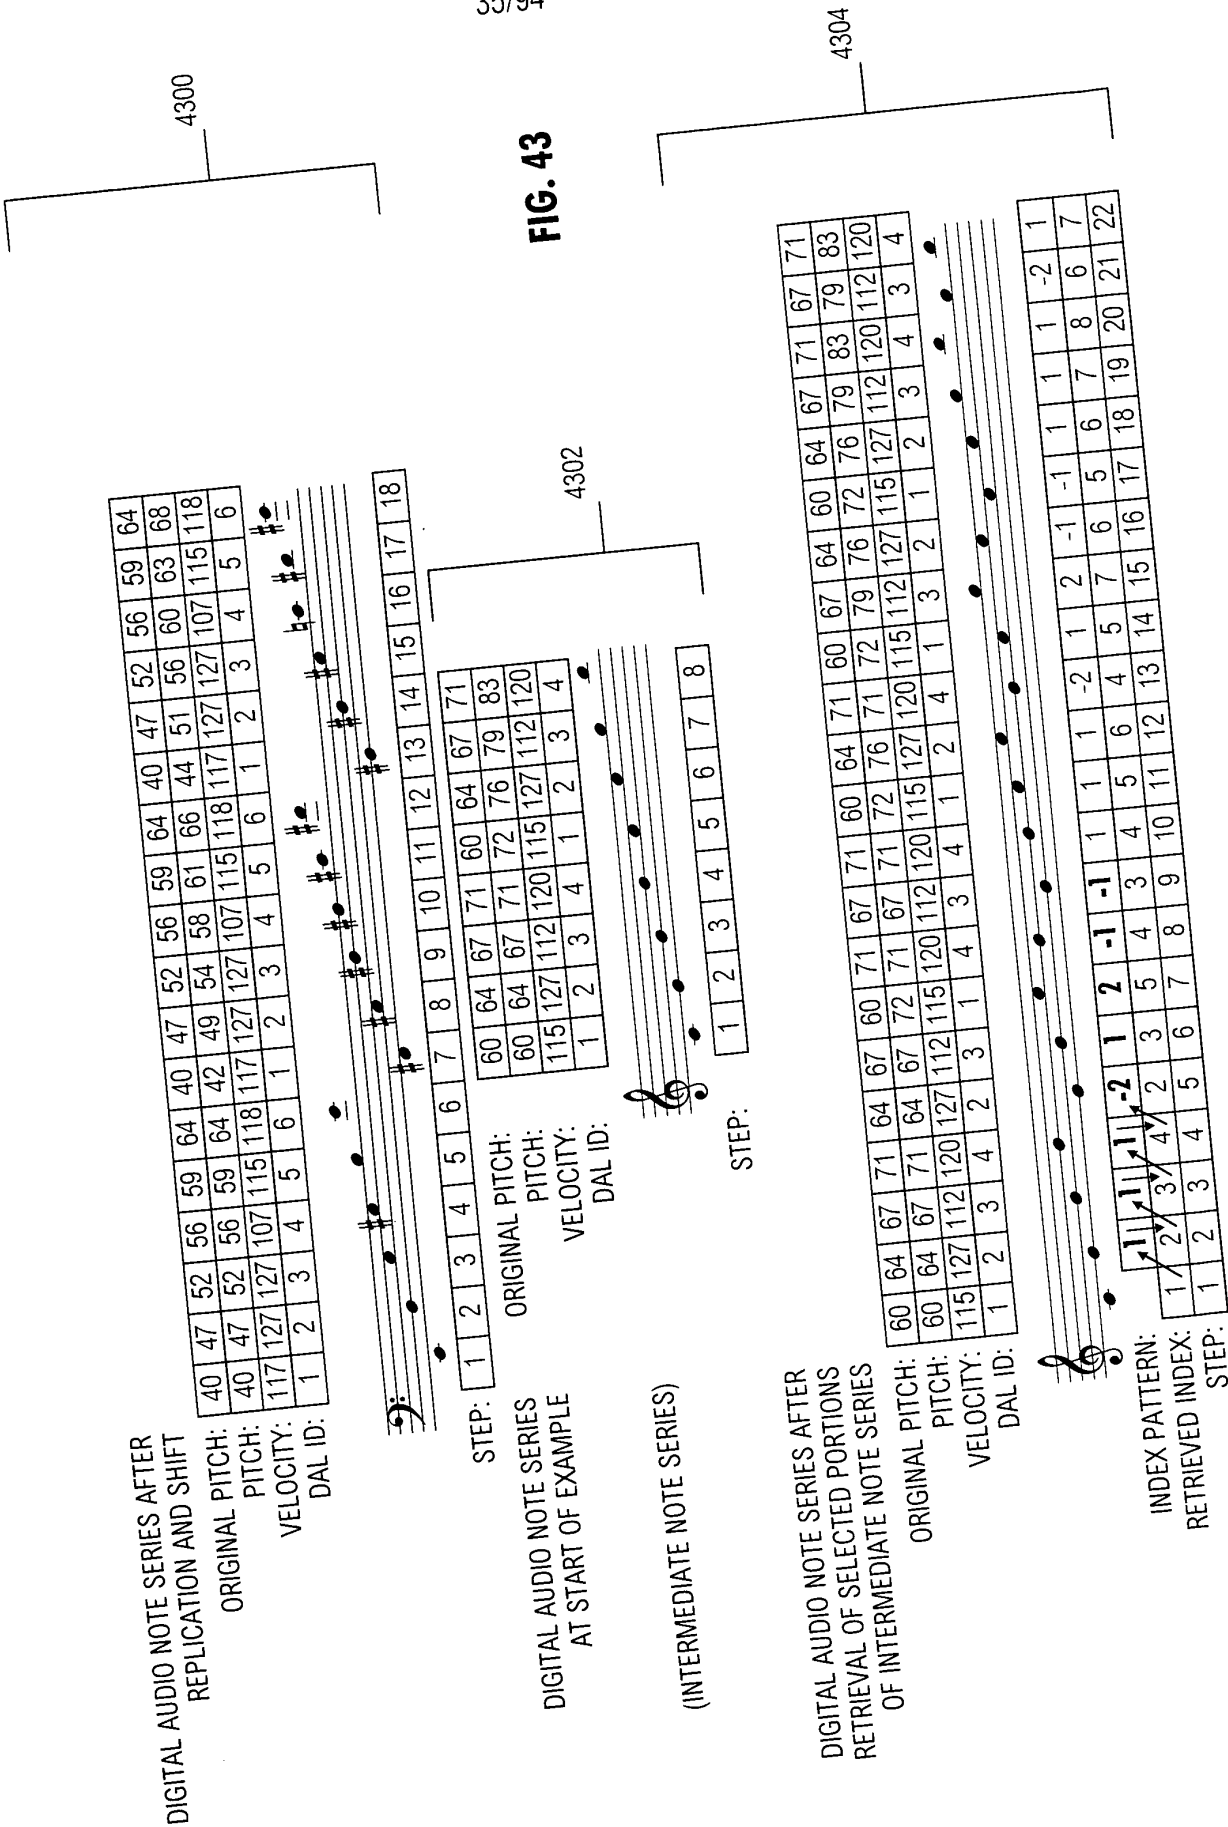 35/94
DIGITAL AUDIO NOTE SERIES AFTER
REPLICATION AND SHIFT
ORIGINAL PITCH: 40 47 52 56 59 64 40 47 52 56 59 64 40 47 52 56 59 64
PITCH: 40 47 52 56 59 64 42 49 54 58 61 66 44 51 56 60 63 68
VELOCITY: 117 127 127 107 115 118 117 127 127 107 115 118 117 127 127 107 115 118
DAL ID: 1 2 3 4 5 6 1 2 3 4 5 6 1 2 3 4 5 6
STEP: 1 2 3 4 5 6 7 8 9 10 11 12 13 14 15 16 17 18
4300
DIGITAL AUDIO NOTE SERIES
AT START OF EXAMPLE
ORIGINAL PITCH: 60 64 67 71 60 64 67 71
PITCH: 60 64 67 71 72 76 79 83
VELOCITY: 115 127 112 120 115 127 112 120
DAL ID: 1 2 3 4 1 2 3 4
(INTERMEDIATE NOTE SERIES)
STEP: 1 2 3 4 5 6 7 8
4302
FIG. 43
DIGITAL AUDIO NOTE SERIES AFTER
RETRIEVAL OF SELECTED PORTIONS
OF INTERMEDIATE NOTE SERIES
ORIGINAL PITCH: 60 64 67 71 64 67 60 71 67 71 60 64 71 60 67 64 60 64 67 71 67 71
PITCH: 60 64 67 71 64 67 72 71 67 71 72 76 71 72 79 76 72 76 79 83 79 83
VELOCITY: 115 127 112 120 127 112 115 120 112 120 115 127 120 115 112 127 115 127 112 120 112 120
DAL ID: 1 2 3 4 2 3 1 4 3 4 1 2 4 1 3 2 1 2 3 4 3 4
INDEX PATTERN: 1 1 1 -2 1 2 -1 -1 1 1 1 -2 1 2 -1 -1 1 1 1 -2 1
RETRIEVED INDEX: 1 2 3 4 2 3 5 4 3 4 5 6 4 5 7 6 5 6 7 8 6 7
STEP: 1 2 3 4 5 6 7 8 9 10 11 12 13 14 15 16 17 18 19 20 21 22
4304